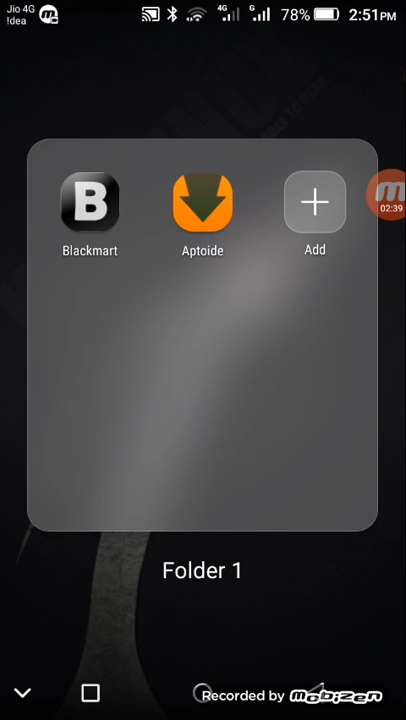 Jio 4G
!dea
4G
G
78%
2:51PM
B
Blackmart
Aptoide
Add
02:39
Folder 1
Recorded by mobizen